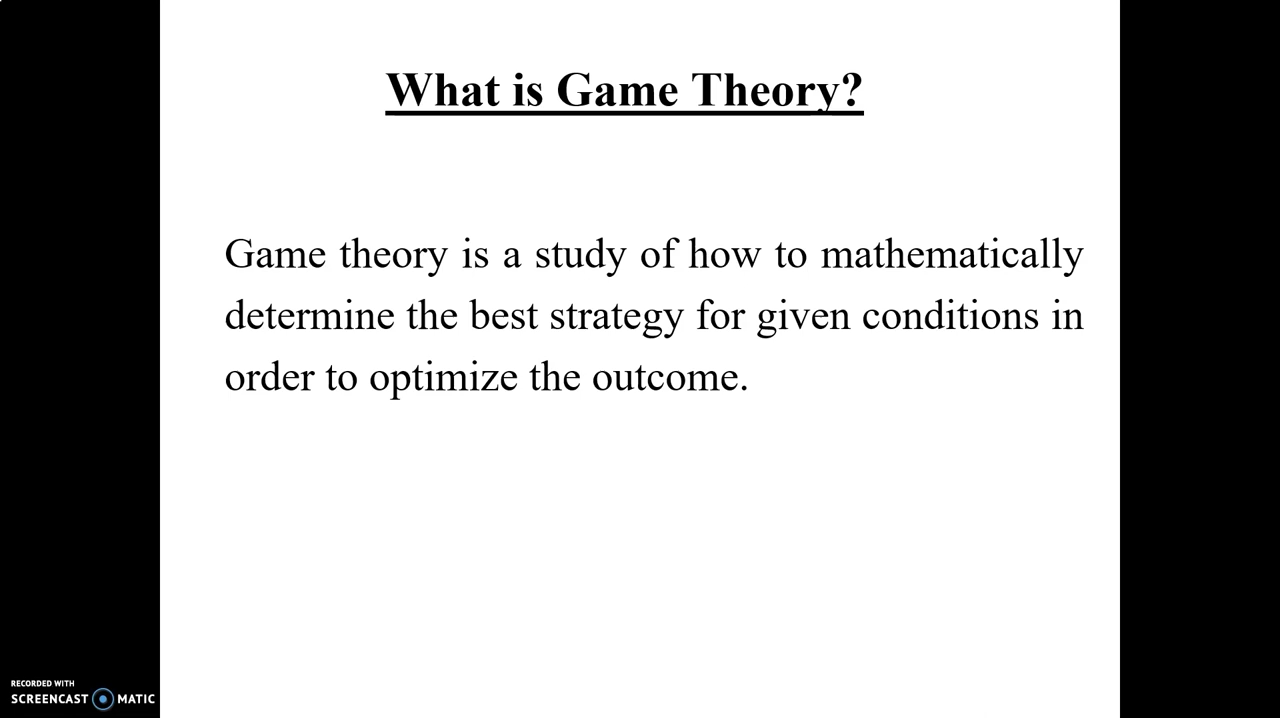 What is Game Theory?
Game theory is a study of how to mathematically
determine the best strategy for given conditions in
order to optimize the outcome.
RECORDED WITH
SCREENCAST MATIC